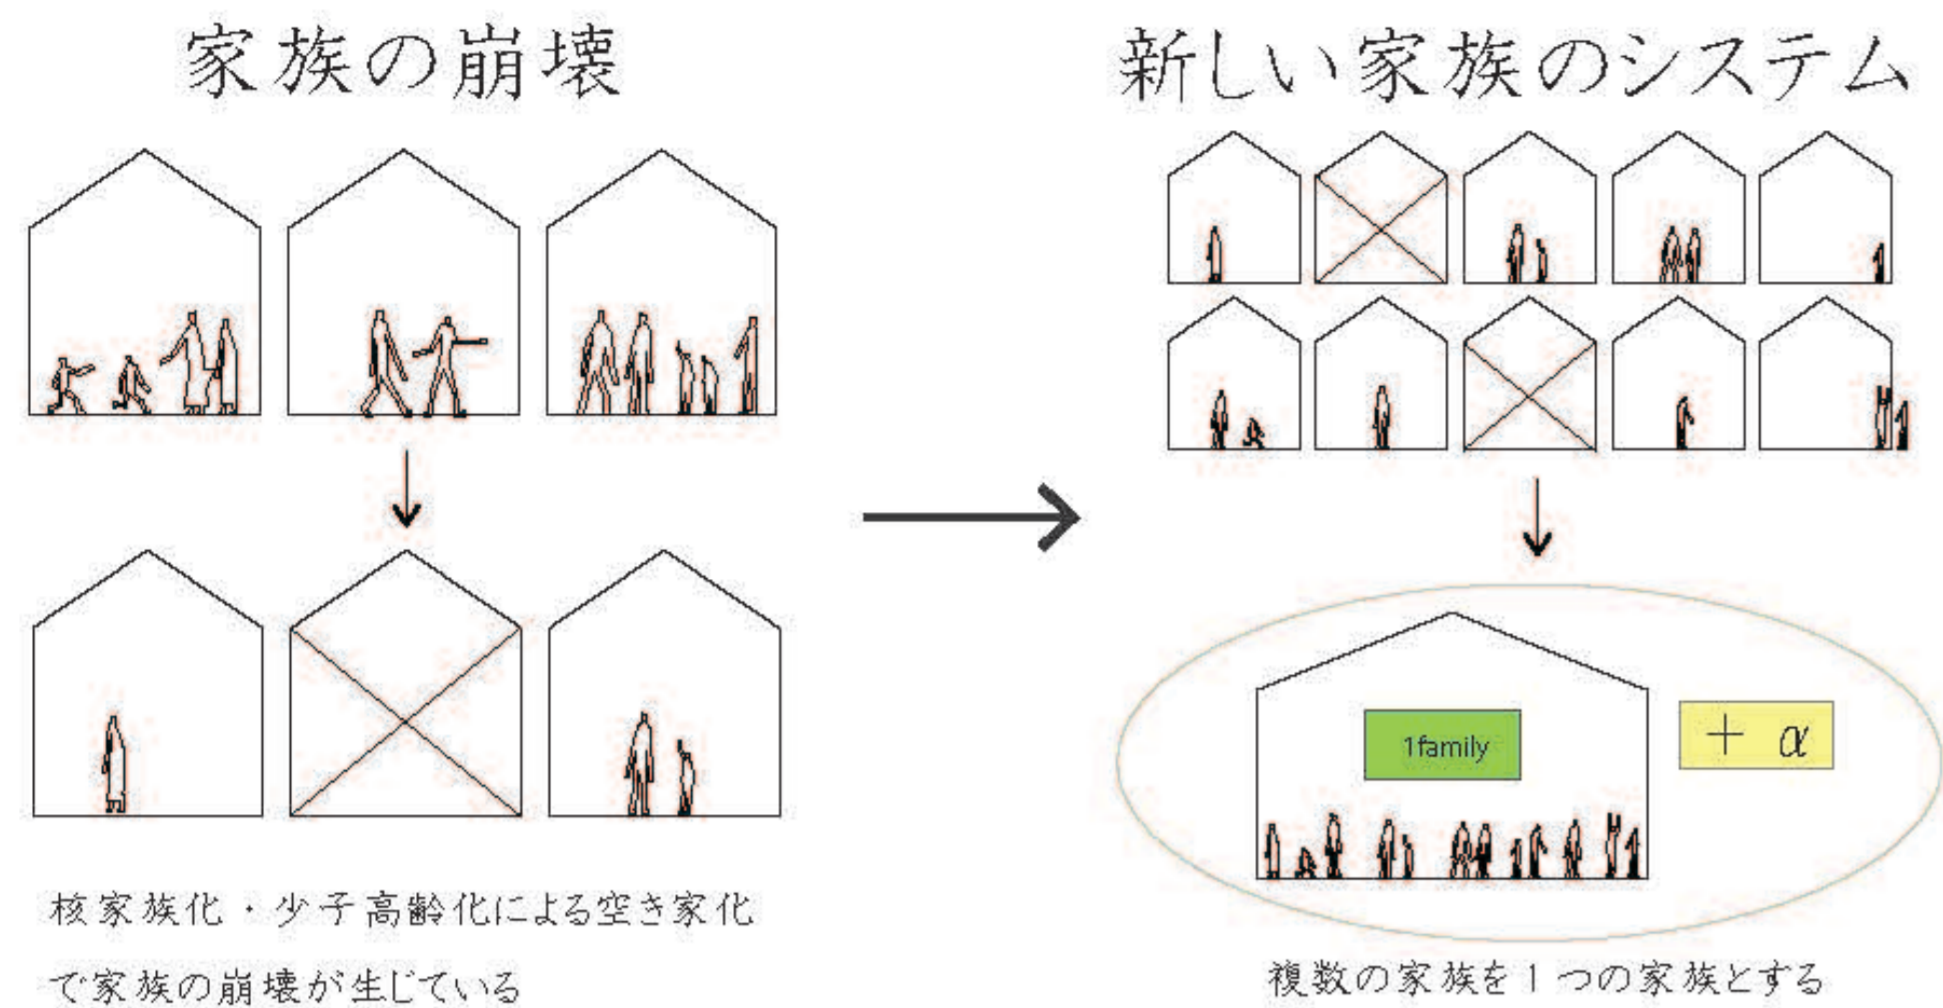 家族の崩壊
核家族化・少子高齢化による空き家化
で家族の崩壊が生じている
新しい家族のシステム
1family
＋ α
複数の家族を1つの家族とする